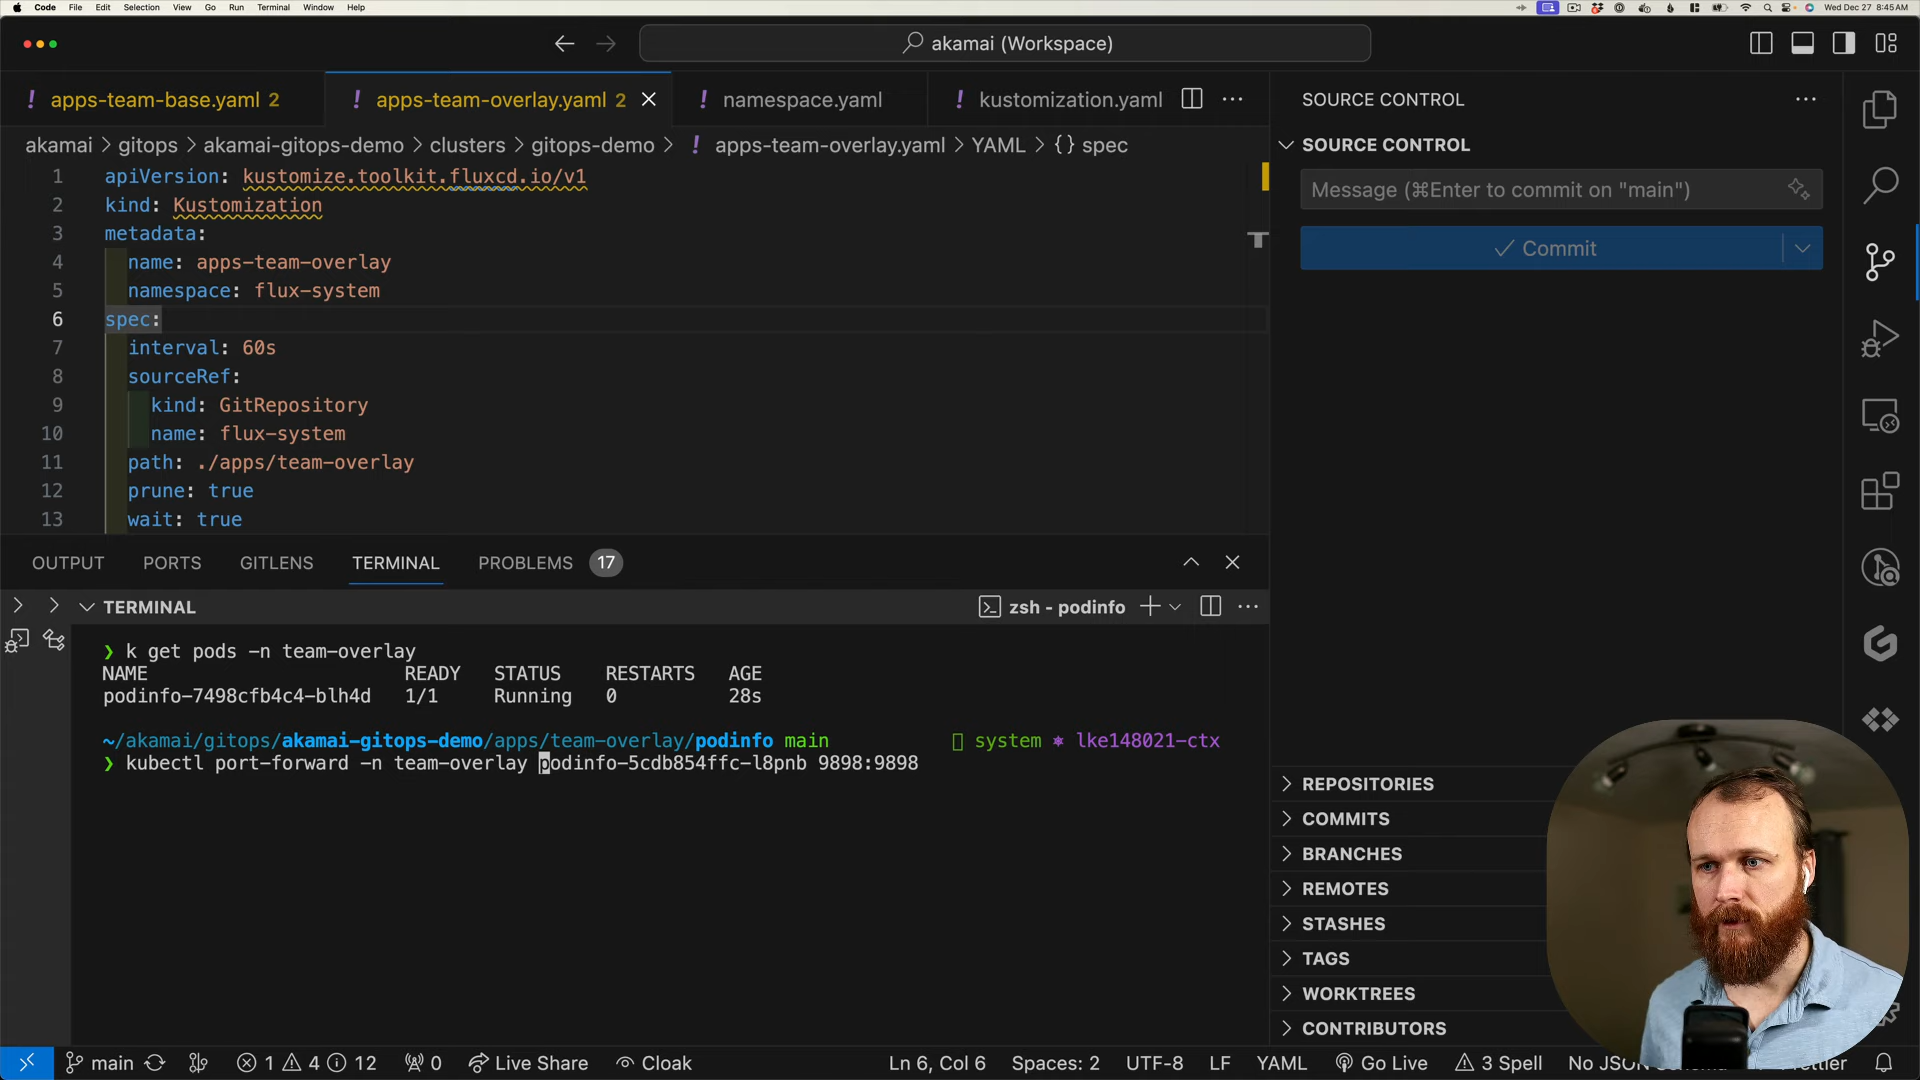 Code File Edit Selection View Go Run Terminal Window Help
Wed Dec 27 8:45 AM
akamai (Workspace)
! apps-team-base.yaml 2
! apps-team-overlay.yaml 2
! namespace.yaml
! kustomization.yaml
akamai > gitops > akamai-gitops-demo > clusters > gitops-demo > ! apps-team-overlay.yaml > YAML > {} spec
1 apiVersion: kustomize.toolkit.fluxcd.io/v1
2 kind: Kustomization
3 metadata:
4 name: apps-team-overlay
5 namespace: flux-system
6 spec:
7 interval: 60s
8 sourceRef:
9 kind: GitRepository
10 name: flux-system
11 path: ./apps/team-overlay
12 prune: true
13 wait: true
SOURCE CONTROL
SOURCE CONTROL
Message (⌘Enter to commit on "main")
Commit
OUTPUT PORTS GITLENS TERMINAL PROBLEMS 17
TERMINAL
zsh - podinfo
❯ k get pods -n team-overlay
NAME READY STATUS RESTARTS AGE
podinfo-7498cfb4c4-blh4d 1/1 Running 0 28s
~/akamai/gitops/akamai-gitops-demo/apps/team-overlay/podinfo main
system ⎈ lke148021-ctx
❯ kubectl port-forward -n team-overlay podinfo-5cdb854ffc-l8pnb 9898:9898
REPOSITORIES
COMMITS
BRANCHES
REMOTES
STASHES
TAGS
WORKTREES
CONTRIBUTORS
main 1 4 12 0 Live Share Cloak
Ln 6, Col 6 Spaces: 2 UTF-8 LF YAML Go Live 3 Spell